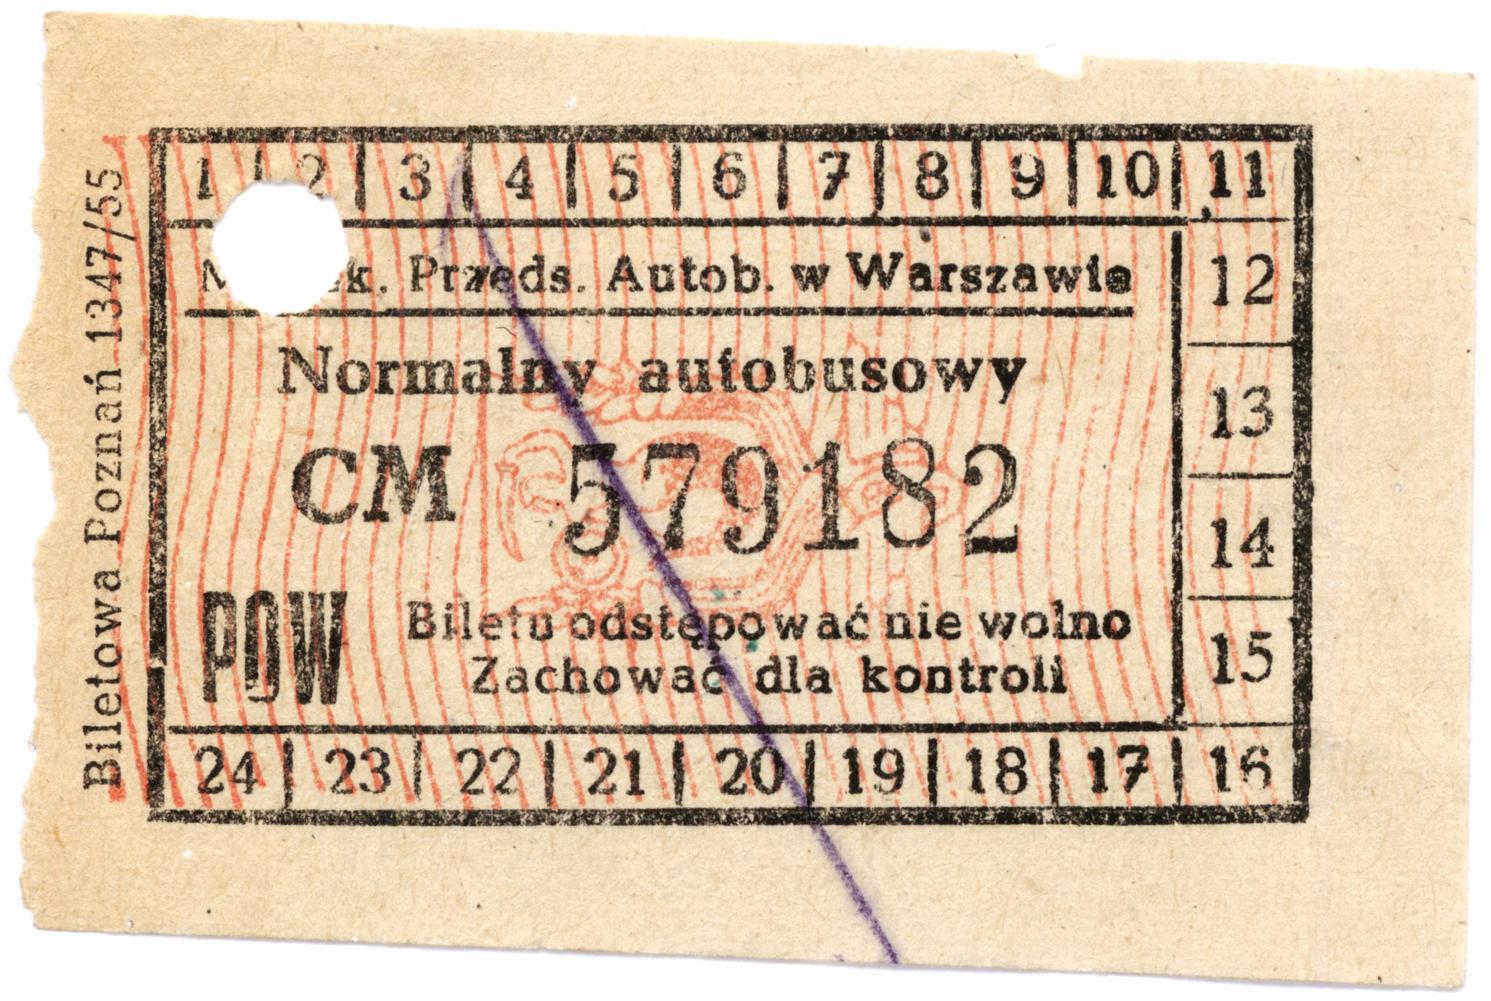 Biletowa Poznań 1347/55
1 2 3 4 5 6 7 8 9 10 11
k. Przeds. Autob. w Warszawie
12
Normalny autobusowy
13
CM 579182
14
POW Biletu odstępować nie wolno
15
Zachować dla kontroli
24 23 22 21 20 19 18 17 16